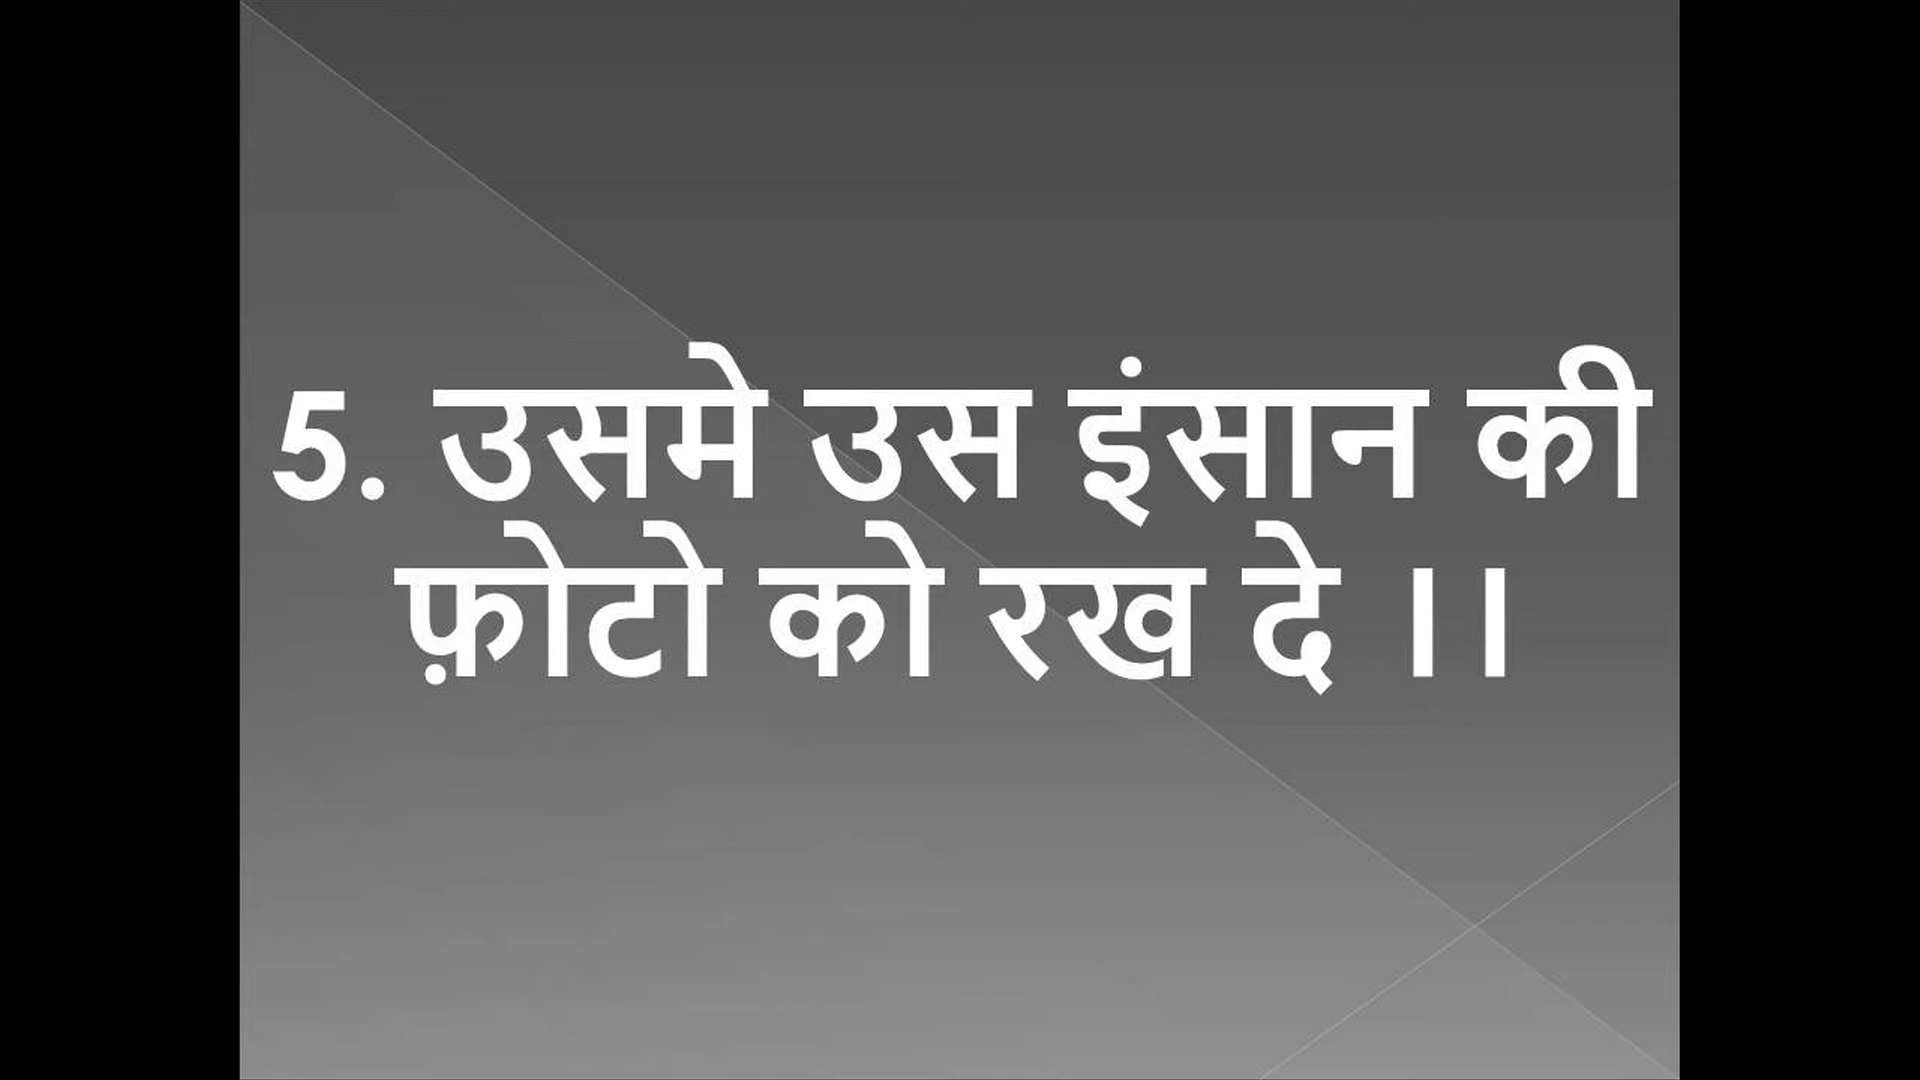 5. उसमे उस इंसान की
फ़ोटो को रख दे ।।